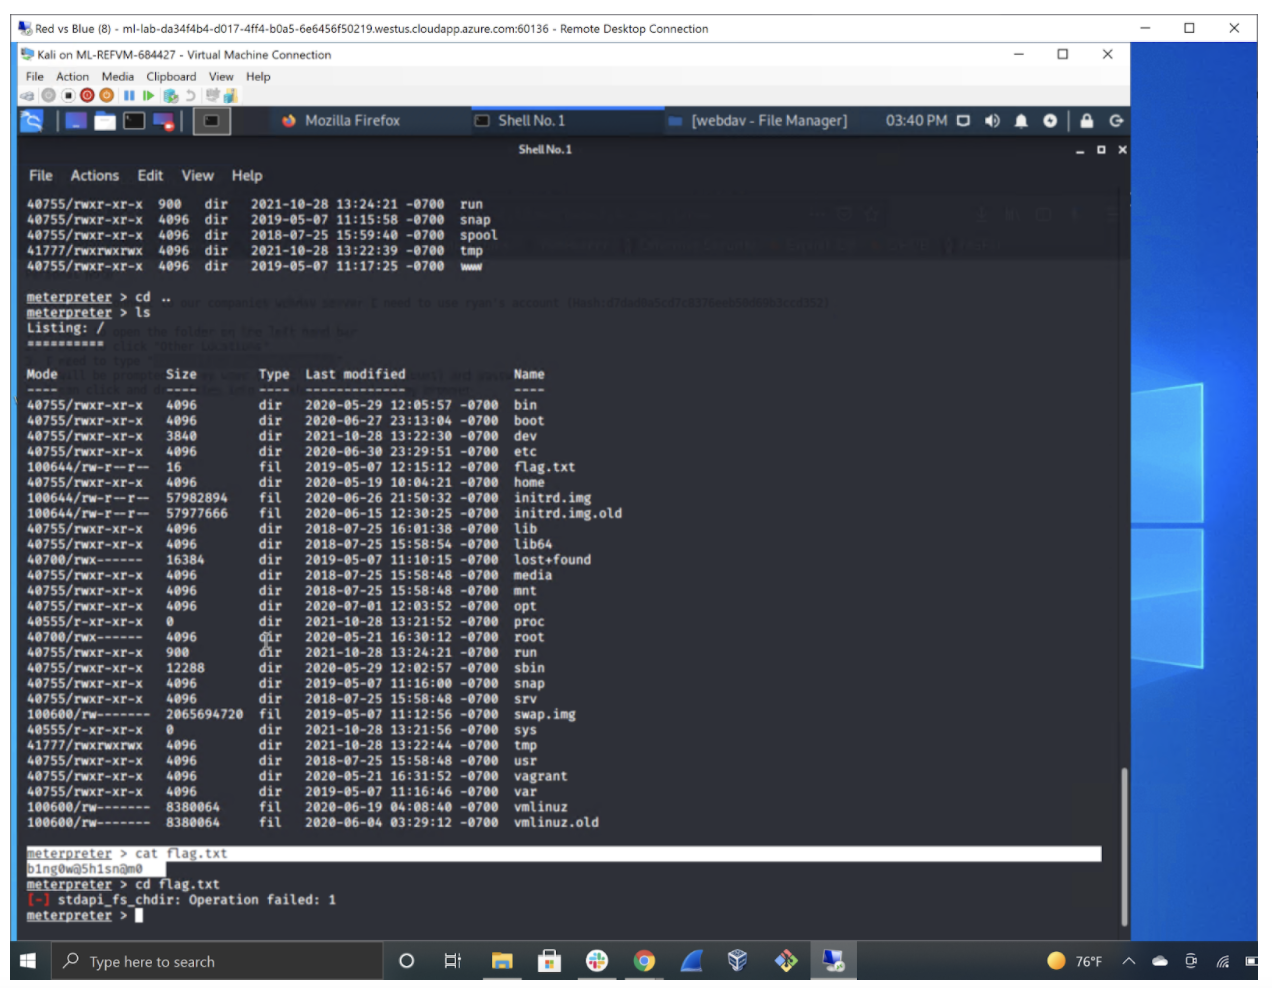 Red vs Blue (8) - ml-lab-da34f4b4-d017-4ff4-b0a5-6e6456f50219.westus.cloudapp.azure.com:60136 - Remote Desktop Connection
Kali on ML-REFVM-684427 - Virtual Machine Connection
File Action Media Clipboard View Help
Mozilla Firefox Shell No. 1 [webdav - File Manager] 03:40 PM
Shell No. 1
File Actions Edit View Help
40755/rwxr-xr-x 900 dir 2021-10-28 13:24:21 -0700 run
40755/rwxr-xr-x 4096 dir 2019-05-07 11:15:58 -0700 snap
40755/rwxr-xr-x 4096 dir 2018-07-25 15:59:40 -0700 spool
41777/rwxrwxrwx 4096 dir 2021-10-28 13:22:39 -0700 tmp
40755/rwxr-xr-x 4096 dir 2019-05-07 11:17:25 -0700 www
meterpreter > cd ..
meterpreter > ls
Listing: /
==========
Mode Size Type Last modified Name
---- ---- ---- ------------- ----
40755/rwxr-xr-x 4096 dir 2020-05-29 12:05:57 -0700 bin
40755/rwxr-xr-x 4096 dir 2020-06-27 23:13:04 -0700 boot
40755/rwxr-xr-x 3840 dir 2021-10-28 13:22:30 -0700 dev
40755/rwxr-xr-x 4096 dir 2020-06-30 23:29:51 -0700 etc
100644/rw-r--r-- 16 fil 2019-05-07 12:15:12 -0700 flag.txt
40755/rwxr-xr-x 4096 dir 2020-05-19 10:04:21 -0700 home
100644/rw-r--r-- 57982894 fil 2020-06-26 21:50:32 -0700 initrd.img
100644/rw-r--r-- 57977666 fil 2020-06-15 12:30:25 -0700 initrd.img.old
40755/rwxr-xr-x 4096 dir 2018-07-25 16:01:38 -0700 lib
40755/rwxr-xr-x 4096 dir 2018-07-25 15:58:54 -0700 lib64
40700/rwx------ 16384 dir 2019-05-07 11:10:15 -0700 lost+found
40755/rwxr-xr-x 4096 dir 2018-07-25 15:58:48 -0700 media
40755/rwxr-xr-x 4096 dir 2018-07-25 15:58:48 -0700 mnt
40755/rwxr-xr-x 4096 dir 2020-07-01 12:03:52 -0700 opt
40555/r-xr-xr-x 0 dir 2021-10-28 13:21:52 -0700 proc
40700/rwx------ 4096 dir 2020-05-21 16:30:12 -0700 root
40755/rwxr-xr-x 900 dir 2021-10-28 13:24:21 -0700 run
40755/rwxr-xr-x 12288 dir 2020-05-29 12:02:57 -0700 sbin
40755/rwxr-xr-x 4096 dir 2019-05-07 11:16:00 -0700 snap
40755/rwxr-xr-x 4096 dir 2018-07-25 15:58:48 -0700 srv
100600/rw------- 2065694720 fil 2019-05-07 11:12:56 -0700 swap.img
40555/r-xr-xr-x 0 dir 2021-10-28 13:21:56 -0700 sys
41777/rwxrwxrwx 4096 dir 2021-10-28 13:22:44 -0700 tmp
40755/rwxr-xr-x 4096 dir 2018-07-25 15:58:48 -0700 usr
40755/rwxr-xr-x 4096 dir 2020-05-21 16:31:52 -0700 vagrant
40755/rwxr-xr-x 4096 dir 2019-05-07 11:16:46 -0700 var
100600/rw------- 8380064 fil 2020-06-19 04:08:40 -0700 vmlinuz
100600/rw------- 8380064 fil 2020-06-04 03:29:12 -0700 vmlinuz.old
meterpreter > cat flag.txt
b1ng0w@5h1sn@m0
meterpreter > cd flag.txt
[-] stdapi_fs_chdir: Operation failed: 1
meterpreter >
Type here to search 76°F